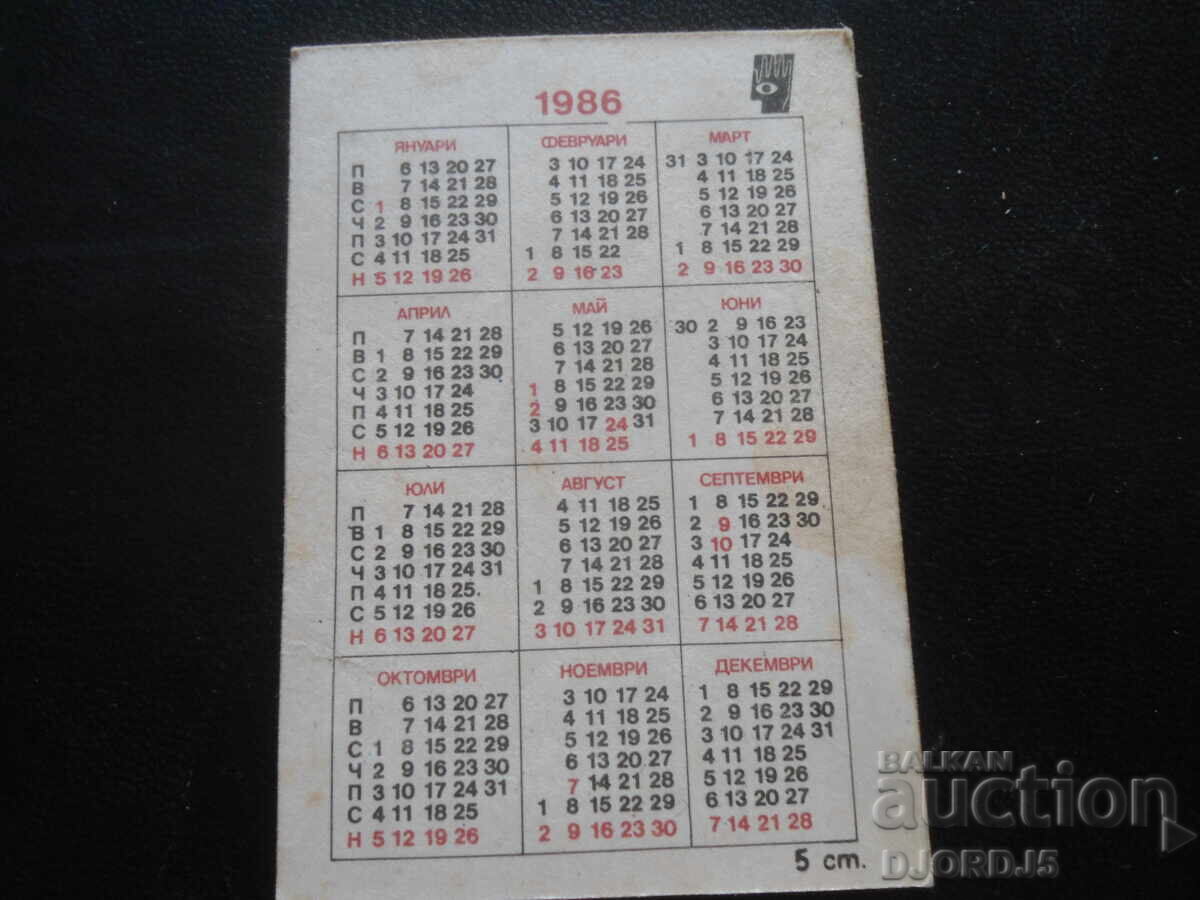 1986
ЯНУАРИ ФЕВРУАРИ МАРТ
П 6 13 20 27 3 10 17 24 31 3 10 17 24
В 7 14 21 28 4 11 18 25 4 11 18 25
С 1 8 15 22 29 5 12 19 26 5 12 19 26
Ч 2 9 16 23 30 6 13 20 27 6 13 20 27
П 3 10 17 24 31 7 14 21 28 7 14 21 28
С 4 11 18 25 1 8 15 22 1 8 15 22 29
Н 5 12 19 26 2 9 16 23 2 9 16 23 30
АПРИЛ МАЙ ЮНИ
П 7 14 21 28 5 12 19 26 30 2 9 16 23
В 1 8 15 22 29 6 13 20 27 3 10 17 24
С 2 9 16 23 30 7 14 21 28 4 11 18 25
Ч 3 10 17 24 1 8 15 22 29 5 12 19 26
П 4 11 18 25 2 9 16 23 30 6 13 20 27
С 5 12 19 26 3 10 17 24 31 7 14 21 28
Н 6 13 20 27 4 11 18 25 1 8 15 22 29
ЮЛИ АВГУСТ СЕПТЕМВРИ
П 7 14 21 28 4 11 18 25 1 8 15 22 29
В 1 8 15 22 29 5 12 19 26 2 9 16 23 30
С 2 9 16 23 30 6 13 20 27 3 10 17 24
Ч 3 10 17 24 31 7 14 21 28 4 11 18 25
П 4 11 18 25 1 8 15 22 29 5 12 19 26
С 5 12 19 26 2 9 16 23 30 6 13 20 27
Н 6 13 20 27 3 10 17 24 31 7 14 21 28
ОКТОМВРИ НОЕМВРИ ДЕКЕМВРИ
П 6 13 20 27 3 10 17 24 1 8 15 22 29
В 7 14 21 28 4 11 18 25 2 9 16 23 30
С 1 8 15 22 29 5 12 19 26 3 10 17 24 31
Ч 2 9 16 23 30 6 13 20 27 4 11 18 25
П 3 10 17 24 31 7 14 21 28 5 12 19 26
С 4 11 18 25 1 8 15 22 29 6 13 20 27
Н 5 12 19 26 2 9 16 23 30 7 14 21 28
5 ст.
BALKAN
auction
DJORDJ5